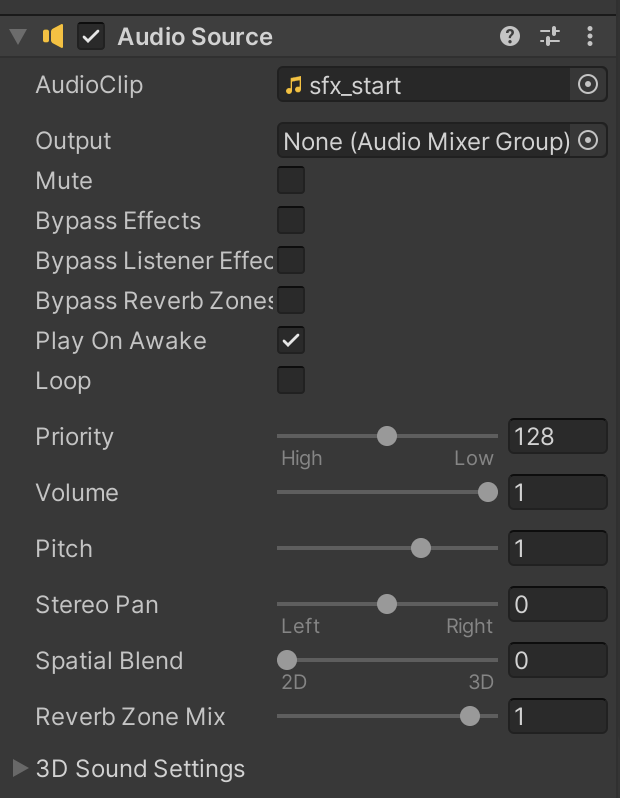 Audio Source
AudioClip sfx_start
Output None (Audio Mixer Group)
Mute
Bypass Effects
Bypass Listener Effec
Bypass Reverb Zones
Play On Awake
Loop
Priority 128
High Low
Volume 1
Pitch 1
Stereo Pan 0
Left Right
Spatial Blend 0
2D 3D
Reverb Zone Mix 1
3D Sound Settings